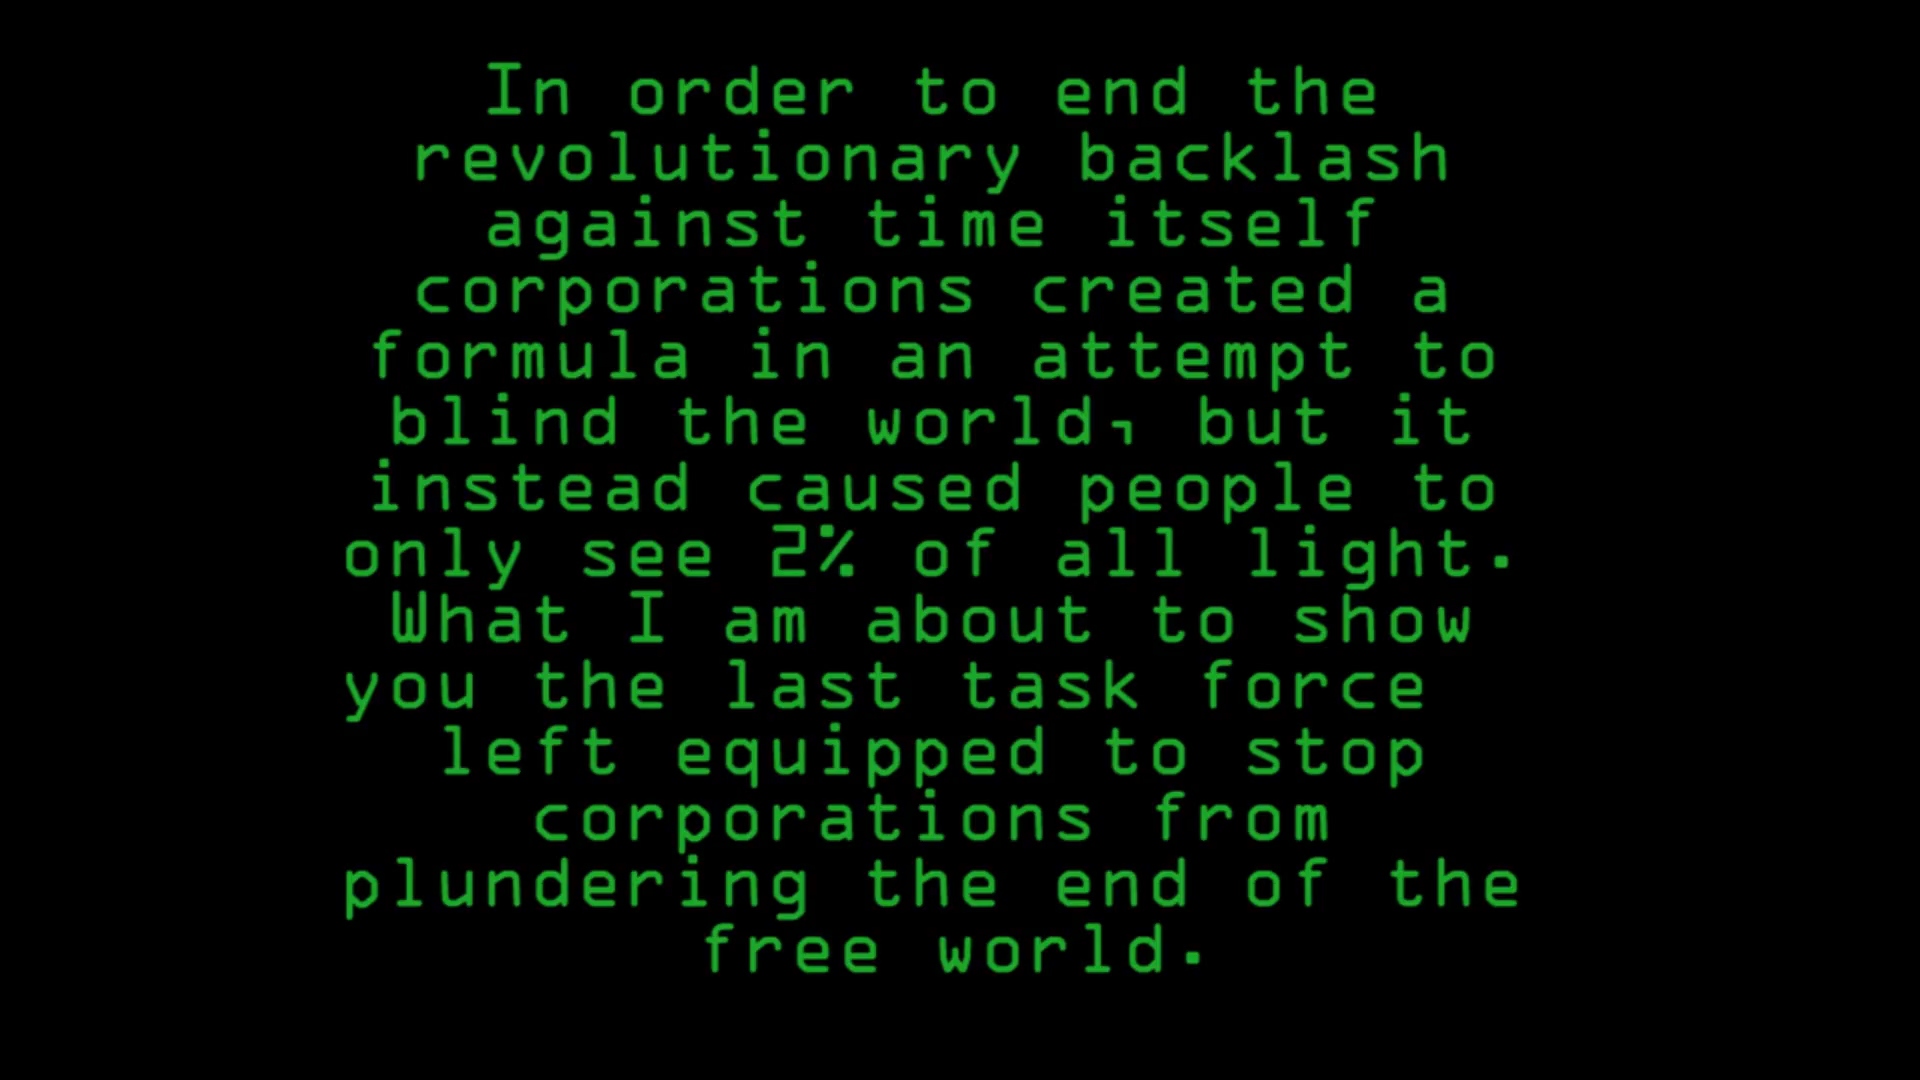 In order to end the
revolutionary backlash
against time itself
corporations created a
formula in an attempt to
blind the world, but it
instead caused people to
only see 2% of all light.
What I am about to show
you the last task force
left equipped to stop
corporations from
plundering the end of the
free world.